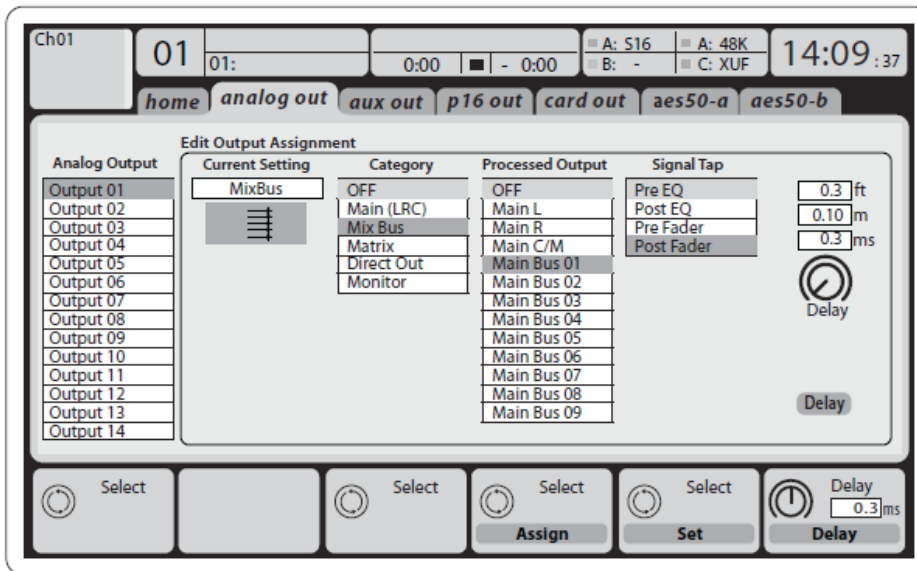 Ch01
01
01:
0:00 - 0:00
A: S16 A: 48K
B: - C: XUF
14:09 :37
home analog out aux out p16 out card out aes50-a aes50-b
Edit Output Assignment
Analog Output Current Setting Category Processed Output Signal Tap
Output 01 MixBus OFF OFF Pre EQ 0.3 ft
Output 02 Main (LRC) Main L Post EQ 0.10 m
Output 03 Mix Bus Main R Pre Fader 0.3 ms
Output 04 Matrix Main C/M Post Fader
Output 05 Direct Out Main Bus 01
Output 06 Monitor Main Bus 02
Output 07 Main Bus 03 Delay
Output 08 Main Bus 04
Output 09 Main Bus 05
Output 10 Main Bus 06
Output 11 Main Bus 07
Output 12 Main Bus 08 Delay
Output 13 Main Bus 09
Output 14
Select Select Select Select Delay
0.3 ms
Assign Set Delay